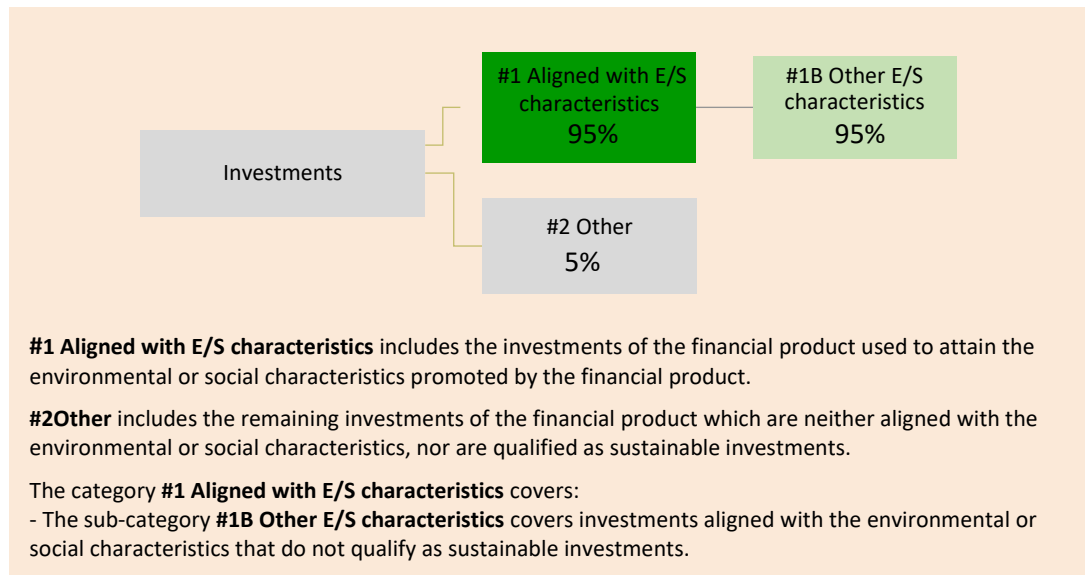 #1 Aligned with E/S
characteristics
95%
#1B Other E/S
characteristics
95%
Investments
#2 Other
5%
#1 Aligned with E/S characteristics includes the investments of the financial product used to attain the
environmental or social characteristics promoted by the financial product.
#2Other includes the remaining investments of the financial product which are neither aligned with the
environmental or social characteristics, nor are qualified as sustainable investments.
The category #1 Aligned with E/S characteristics covers:
- The sub-category #1B Other E/S characteristics covers investments aligned with the environmental or
social characteristics that do not qualify as sustainable investments.